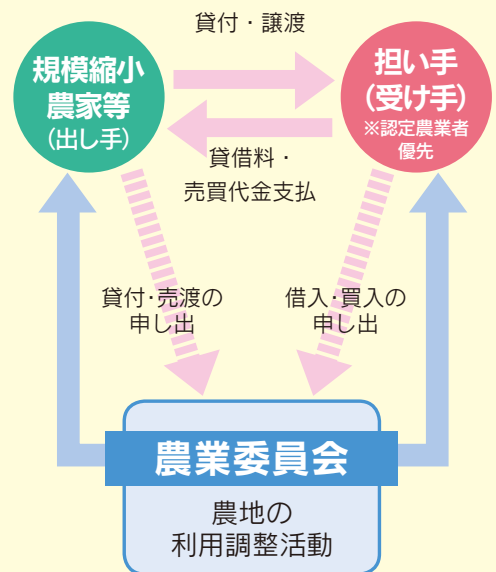 貸付・譲渡
規模縮小
農家等
(出し手)
担い手
(受け手)
※認定農業者
優先
貸借料・
売買代金支払
貸付・売渡の
申し出
借入・買入の
申し出
農業委員会
農地の
利用調整活動